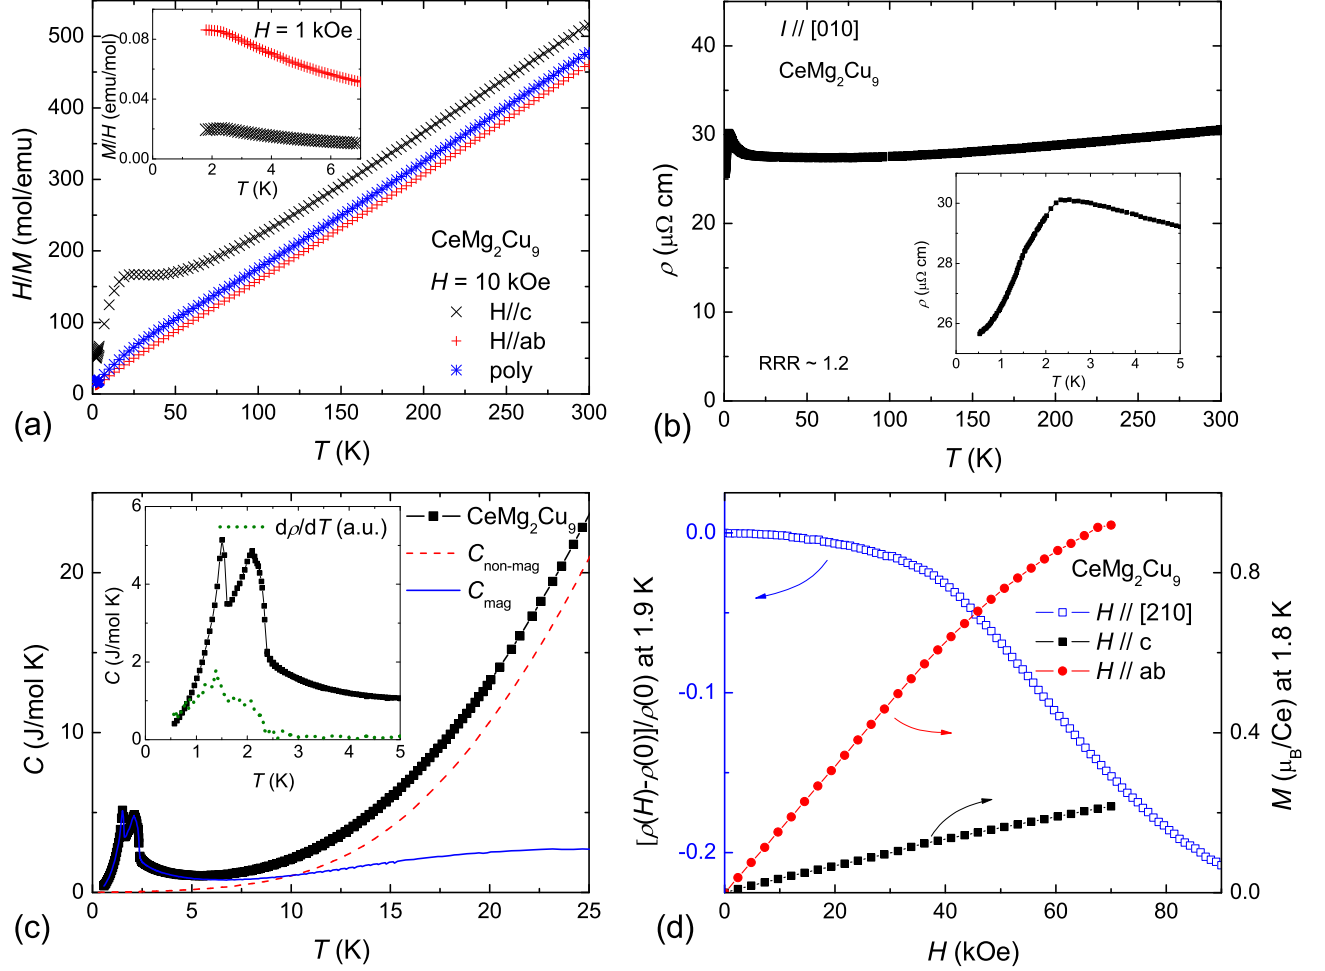 H = 1 kOe
M/H (emu/mol)
0.08
0.04
0.00
0 2 4 6
T (K)
H/M (mol/emu)
500
400
300
200
100
0
CeMg2Cu9
H = 10 kOe
H//c
H//ab
poly
0 50 100 150 200 250 300
T (K)
(a)
I // [010]
CeMg2Cu9
ρ (μΩ cm)
40
30
20
10
0
ρ (μΩ cm)
30
28
26
0 1 2 3 4 5
T (K)
RRR ~ 1.2
0 50 100 150 200 250 300
T (K)
(b)
C (J/mol K)
20
10
0
dρ/dT (a.u.)
C (J/mol K)
6
5
4
3
2
1
0
0 1 2 3 4 5
T (K)
CeMg2Cu9
Cnon-mag
Cmag
0 5 10 15 20 25
T (K)
(c)
[ρ(H)-ρ(0)]/ρ(0) at 1.9 K
0.0
-0.1
-0.2
CeMg2Cu9
H // [210]
H // c
H // ab
0.8
0.4
0.0
M (μB/Ce) at 1.8 K
0 20 40 60 80
H (kOe)
(d)